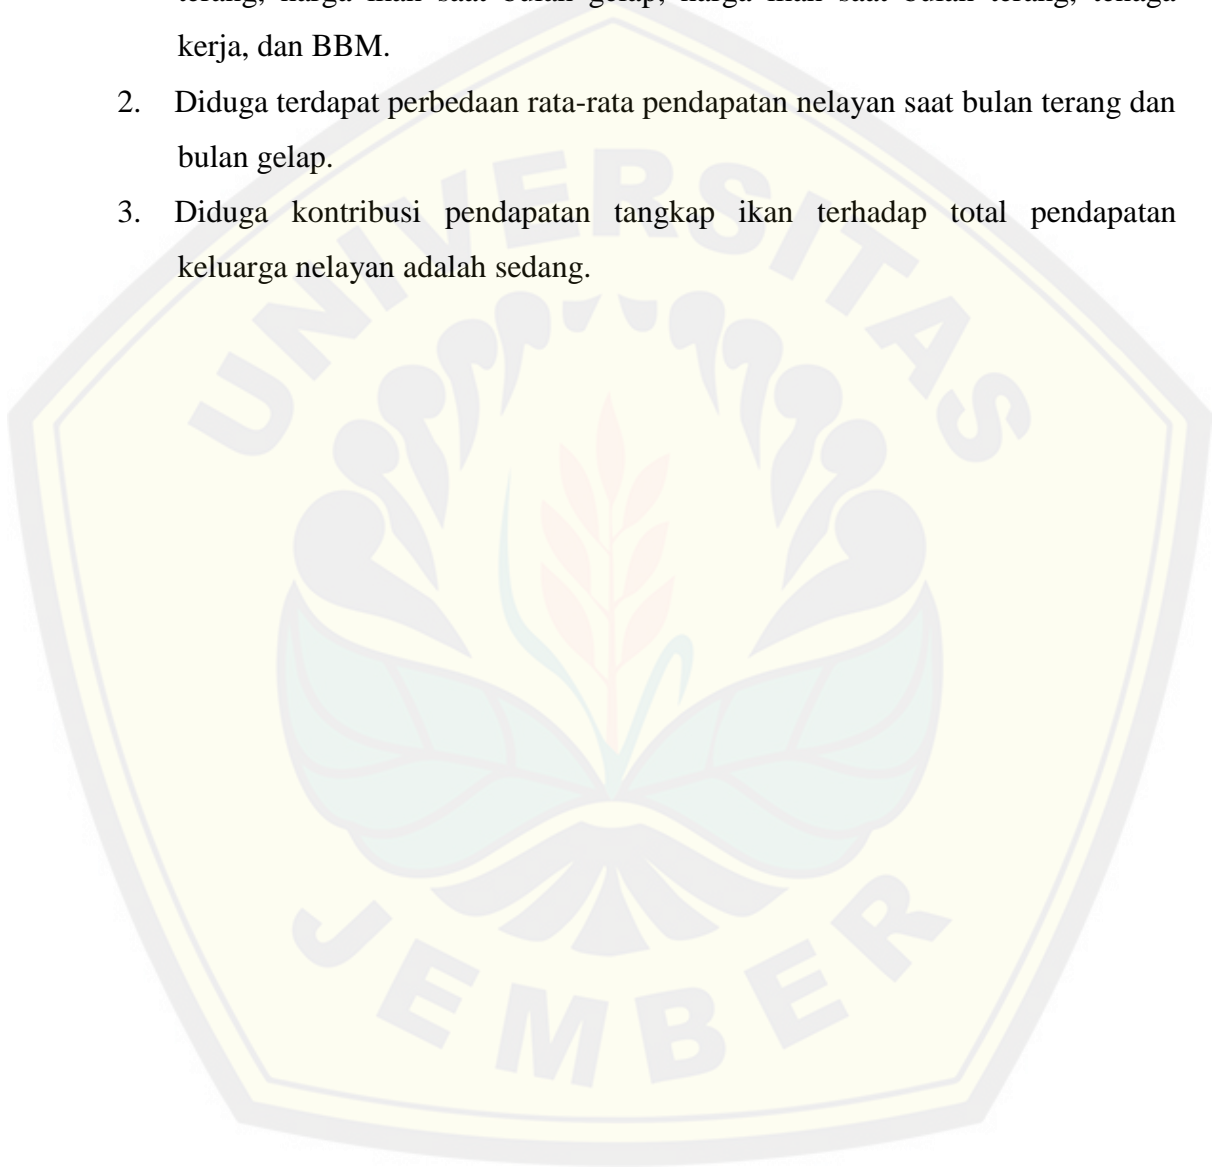 terang, harga ikan saat bulan gelap, harga ikan saat bulan terang, tenaga
kerja, dan BBM.
2. Diduga terdapat perbedaan rata-rata pendapatan nelayan saat bulan terang dan
bulan gelap.
3. Diduga kontribusi pendapatan tangkap ikan terhadap total pendapatan
keluarga nelayan adalah sedang.
UNIVERSITAS
JEMBER